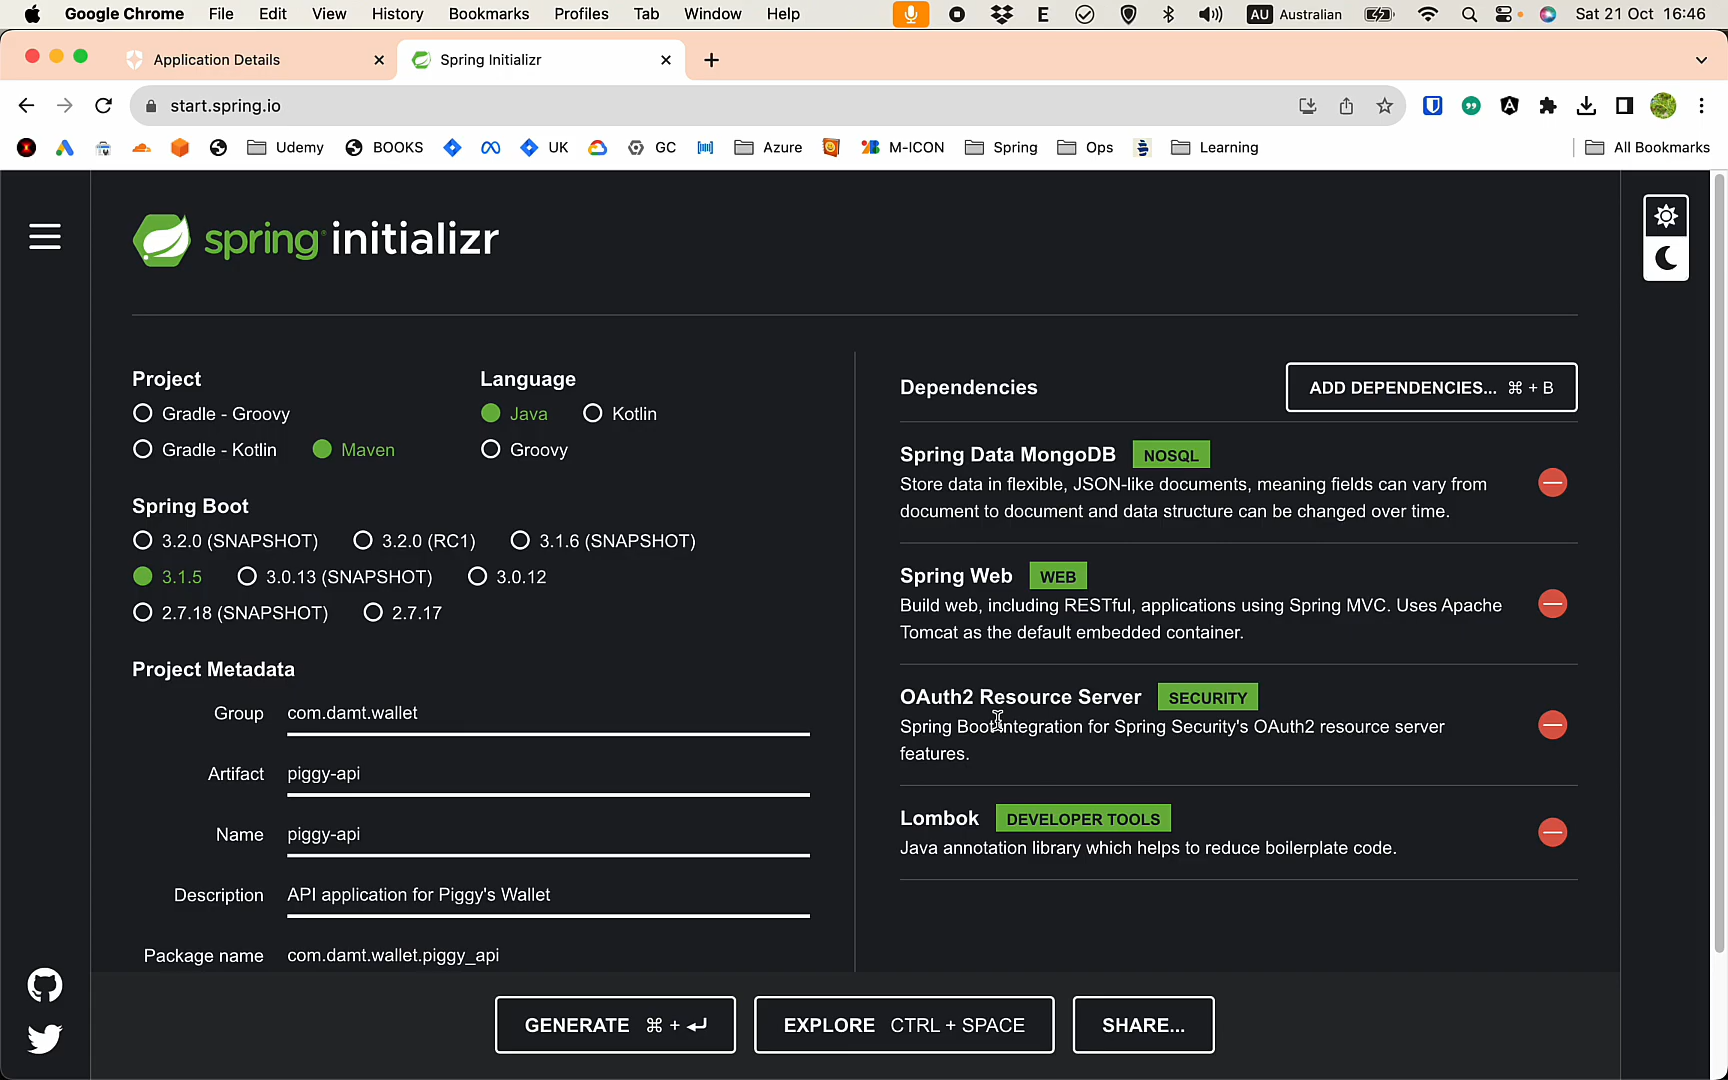 Google Chrome File Edit View History Bookmarks Profiles Tab Window Help E AU Australian Sat 21 Oct 16:46
Application Details Spring Initializr
start.spring.io
Udemy BOOKS UK GC Azure M-ICON Spring Ops Learning All Bookmarks
spring initializr
Project
Gradle - Groovy
Gradle - Kotlin Maven
Language
Java Kotlin
Groovy
Spring Boot
3.2.0 (SNAPSHOT) 3.2.0 (RC1) 3.1.6 (SNAPSHOT)
3.1.5 3.0.13 (SNAPSHOT) 3.0.12
2.7.18 (SNAPSHOT) 2.7.17
Project Metadata
Group com.damt.wallet
Artifact piggy-api
Name piggy-api
Description API application for Piggy's Wallet
Package name com.damt.wallet.piggy_api
Dependencies ADD DEPENDENCIES... ⌘ + B
Spring Data MongoDB NOSQL
Store data in flexible, JSON-like documents, meaning fields can vary from
document to document and data structure can be changed over time.
Spring Web WEB
Build web, including RESTful, applications using Spring MVC. Uses Apache
Tomcat as the default embedded container.
OAuth2 Resource Server SECURITY
Spring Boot integration for Spring Security's OAuth2 resource server
features.
Lombok DEVELOPER TOOLS
Java annotation library which helps to reduce boilerplate code.
GENERATE ⌘ + ⏎ EXPLORE CTRL + SPACE SHARE...